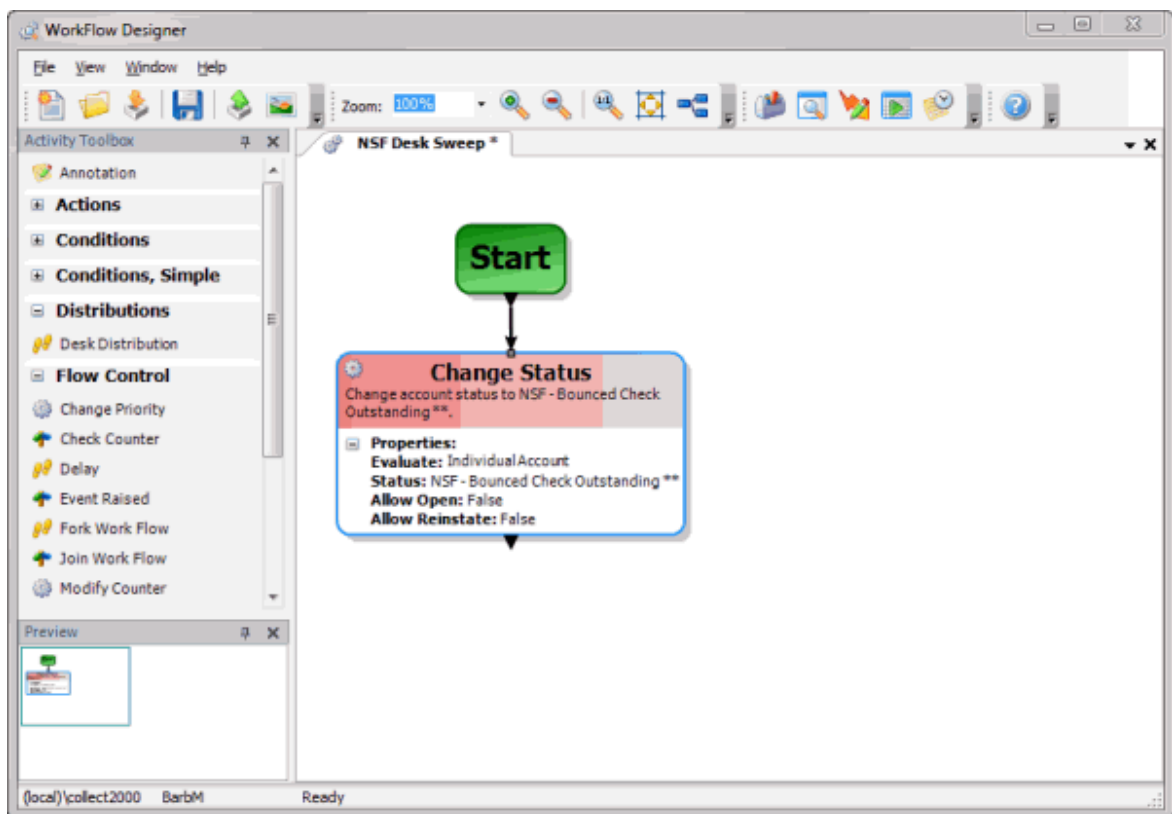 WorkFlow Designer
File View Window Help
Zoom: 100%
Activity Toolbox
NSF Desk Sweep *
Annotation
Actions
Conditions
Conditions, Simple
Distributions
Desk Distribution
Flow Control
Change Priority
Check Counter
Delay
Event Raised
Fork Work Flow
Join Work Flow
Modify Counter
Start
Change Status
Change account status to NSF - Bounced Check
Outstanding **.
Properties:
Evaluate: Individual Account
Status: NSF - Bounced Check Outstanding **
Allow Open: False
Allow Reinstate: False
Preview
(local)\collect2000 BarbM Ready